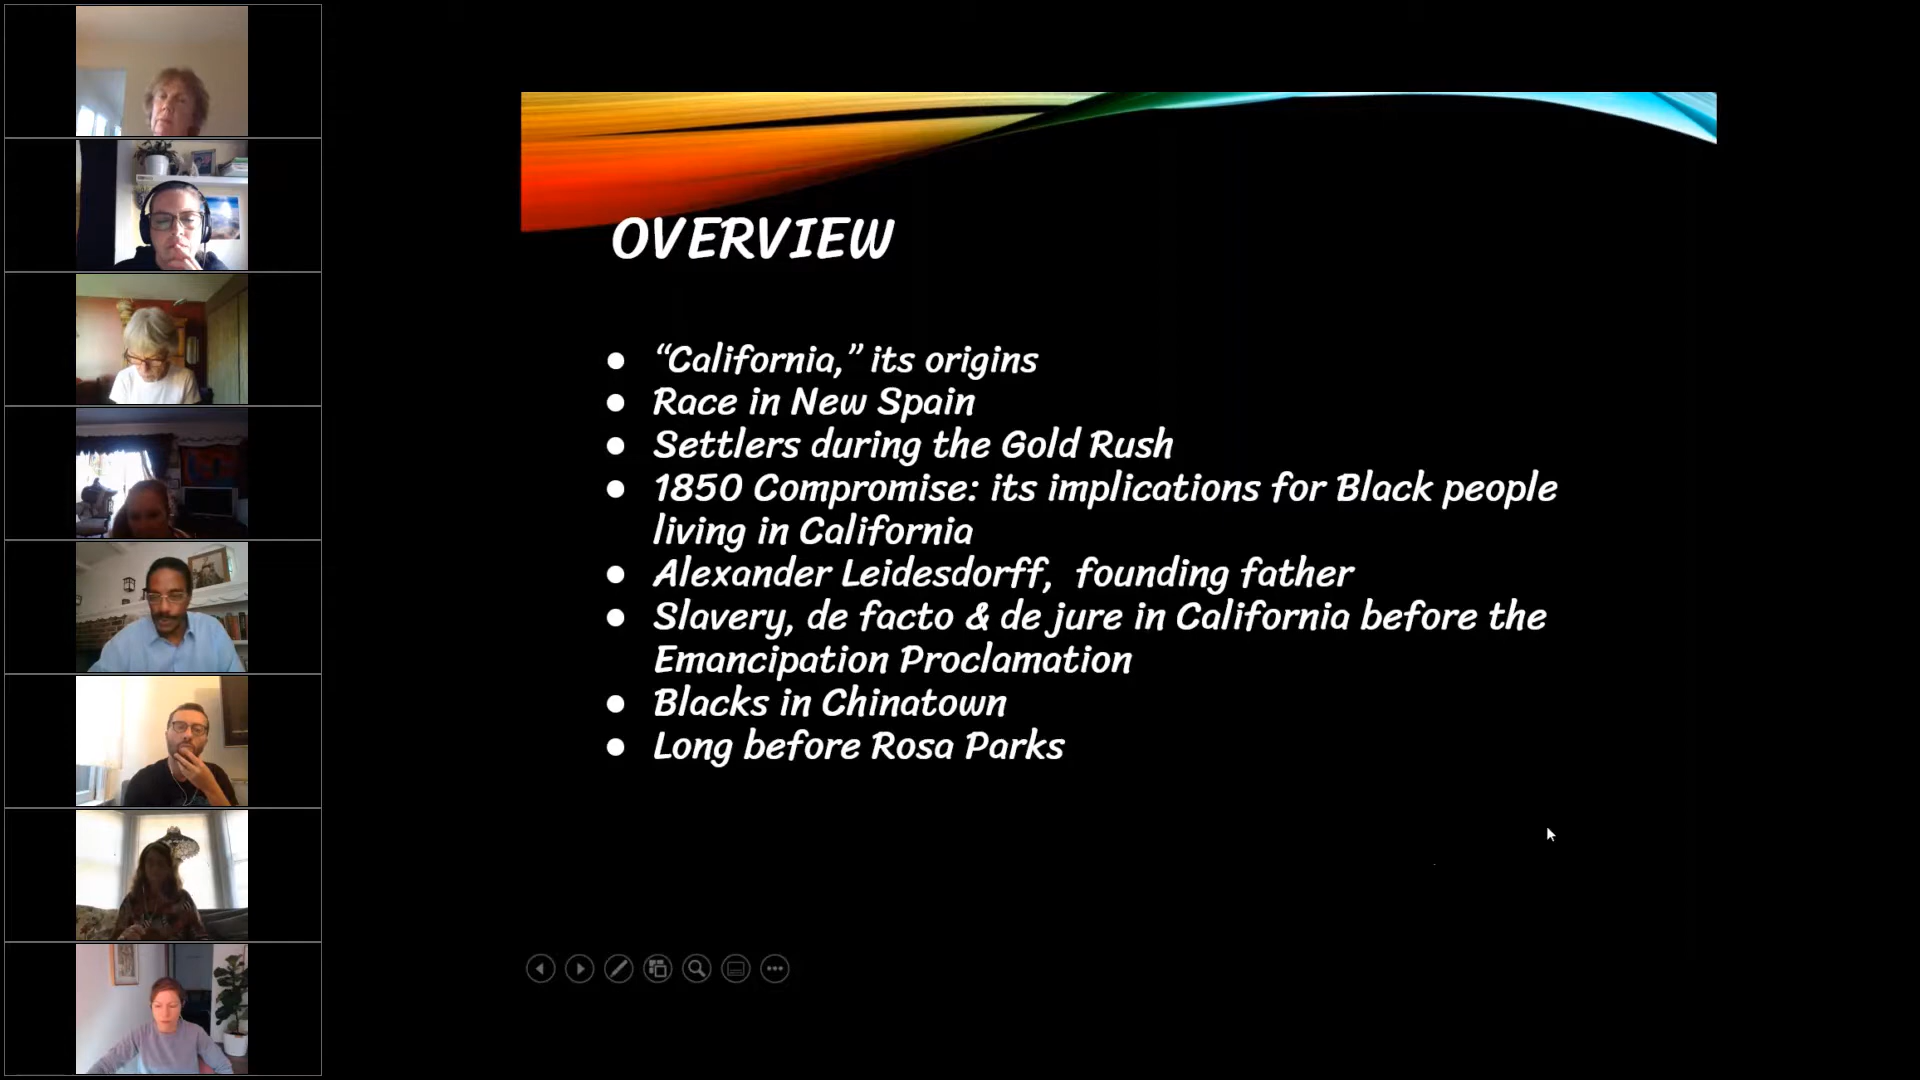 OVERVIEW
● “California,” its origins
● Race in New Spain
● Settlers during the Gold Rush
● 1850 Compromise: its implications for Black people
living in California
● Alexander Leidesdorff,  founding father
● Slavery, de facto & de jure in California before the
Emancipation Proclamation
● Blacks in Chinatown
● Long before Rosa Parks